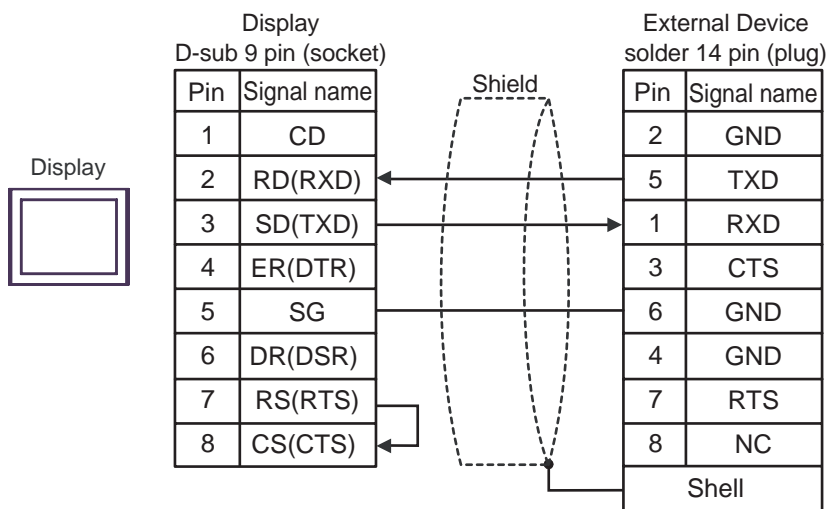 Display
D-sub 9 pin (socket)
External Device
solder 14 pin (plug)
Pin Signal name
Shield
Pin Signal name
1 CD
2 GND
Display
2 RD(RXD)
5 TXD
3 SD(TXD)
1 RXD
4 ER(DTR)
3 CTS
5 SG
6 GND
6 DR(DSR)
4 GND
7 RS(RTS)
7 RTS
8 CS(CTS)
8 NC
Shell